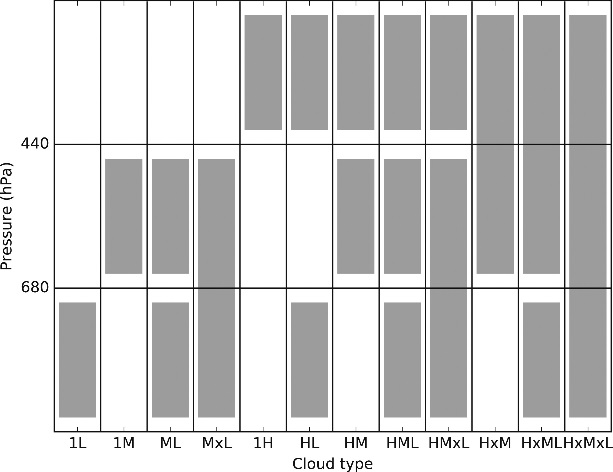 440
680
Pressure (hPa)
1L 1M ML MxL 1H HL HM HML HMxL HxM HxML HxMxL
Cloud type